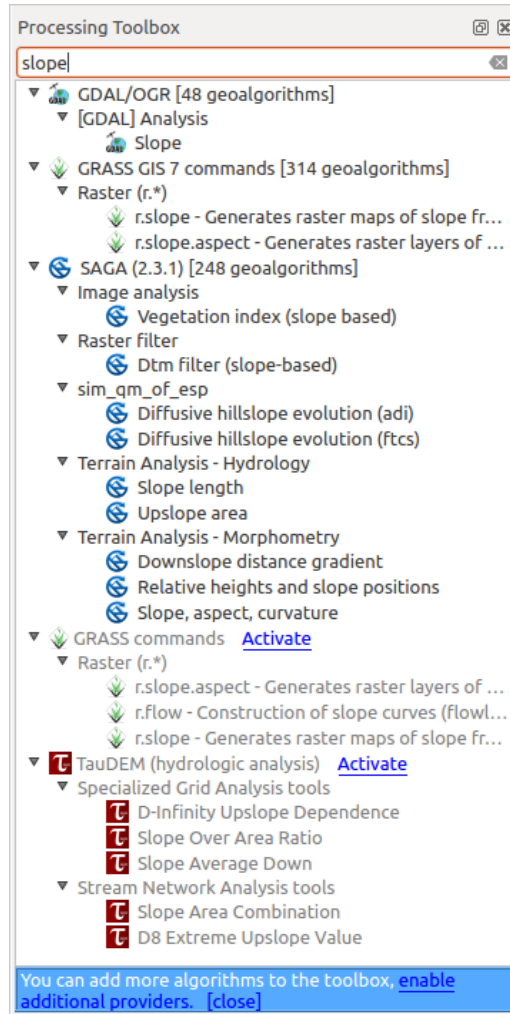 Processing Toolbox
slope
GDAL/OGR [48 geoalgorithms]
[GDAL] Analysis
Slope
GRASS GIS 7 commands [314 geoalgorithms]
Raster (r.*)
r.slope - Generates raster maps of slope fr...
r.slope.aspect - Generates raster layers of ...
SAGA (2.3.1) [248 geoalgorithms]
Image analysis
Vegetation index (slope based)
Raster filter
Dtm filter (slope-based)
sim_qm_of_esp
Diffusive hillslope evolution (adi)
Diffusive hillslope evolution (ftcs)
Terrain Analysis - Hydrology
Slope length
Upslope area
Terrain Analysis - Morphometry
Downslope distance gradient
Relative heights and slope positions
Slope, aspect, curvature
GRASS commands Activate
Raster (r.*)
r.slope.aspect - Generates raster layers of ...
r.flow - Construction of slope curves (flowl...
r.slope - Generates raster maps of slope fr...
TauDEM (hydrologic analysis) Activate
Specialized Grid Analysis tools
D-Infinity Upslope Dependence
Slope Over Area Ratio
Slope Average Down
Stream Network Analysis tools
Slope Area Combination
D8 Extreme Upslope Value
You can add more algorithms to the toolbox, enable
additional providers. [close]